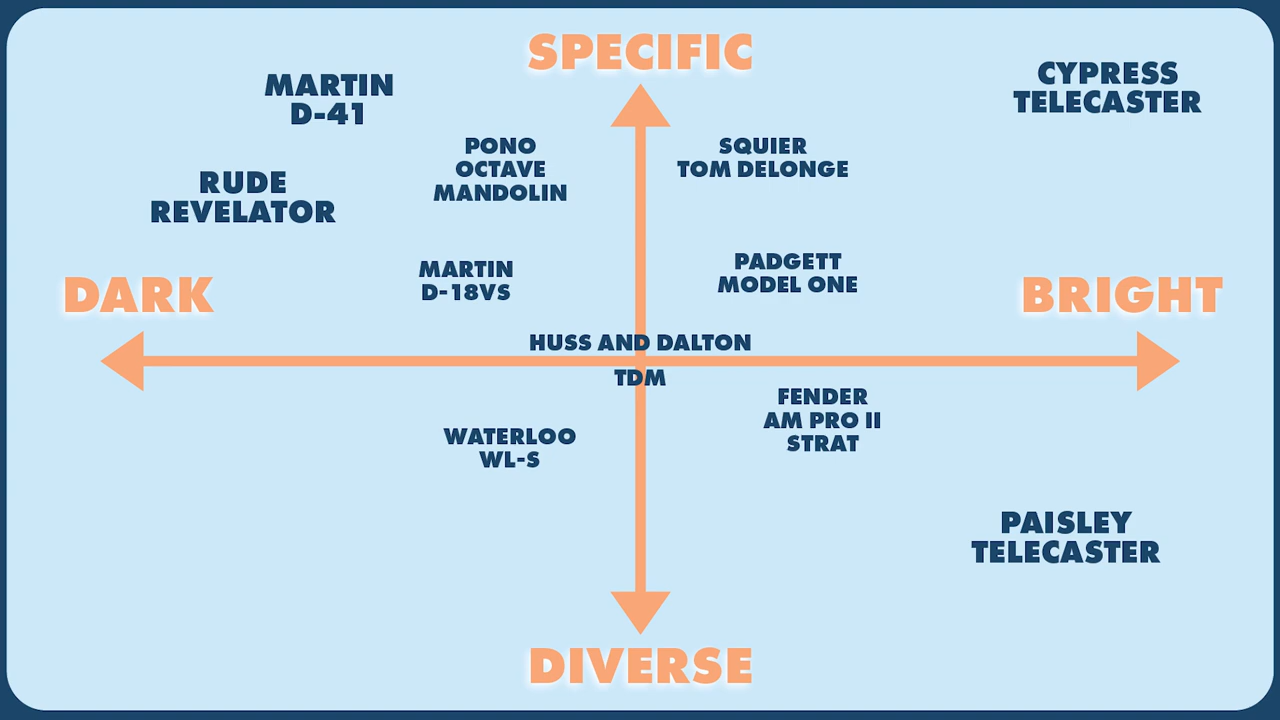 SPECIFIC
MARTIN
D-41
CYPRESS
TELECASTER
PONO
OCTAVE
MANDOLIN
SQUIER
TOM DELONGE
RUDE
REVELATOR
MARTIN
D-18VS
PADGETT
MODEL ONE
DARK
BRIGHT
HUSS AND DALTON
TDM
FENDER
AM PRO II
STRAT
WATERLOO
WL-S
PAISLEY
TELECASTER
DIVERSE